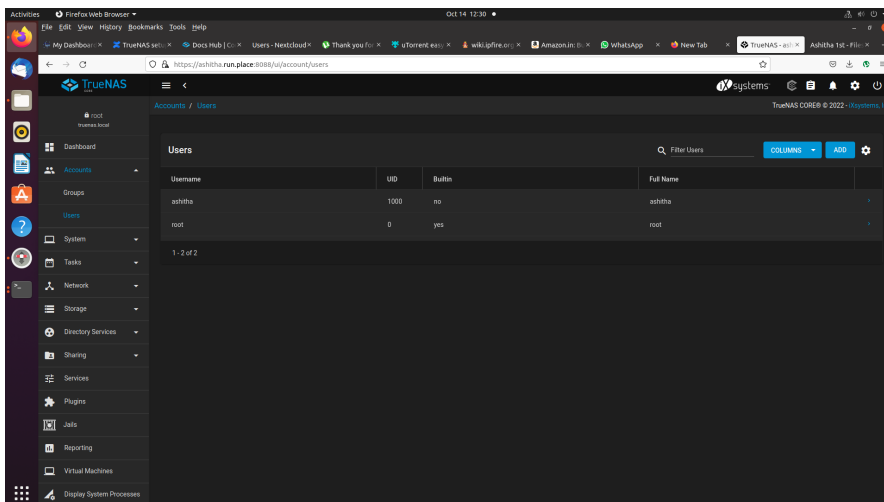 Activities Firefox Web Browser Oct 14 12:30
File Edit View History Bookmarks Tools Help
My Dashboard TrueNAS setu Docs Hub | Co Users - Nextcloud Thank you for uTorrent easy wiki.ipfire.org Amazon.in: B WhatsApp New Tab TrueNAS - ash Ashitha 1st - File
https://ashitha.run.place:8088/ui/account/users
TrueNAS CORE systems
Accounts / Users TrueNAS CORE® © 2022 - iXsystems,
root
truenas.local
Dashboard
Accounts
Groups
Users
System
Tasks
Network
Storage
Directory Services
Sharing
Services
Plugins
Jails
Reporting
Virtual Machines
Display System Processes
Users Filter Users COLUMNS ADD
Username UID Builtin Full Name
ashitha 1000 no ashitha
root 0 yes root
1 - 2 of 2